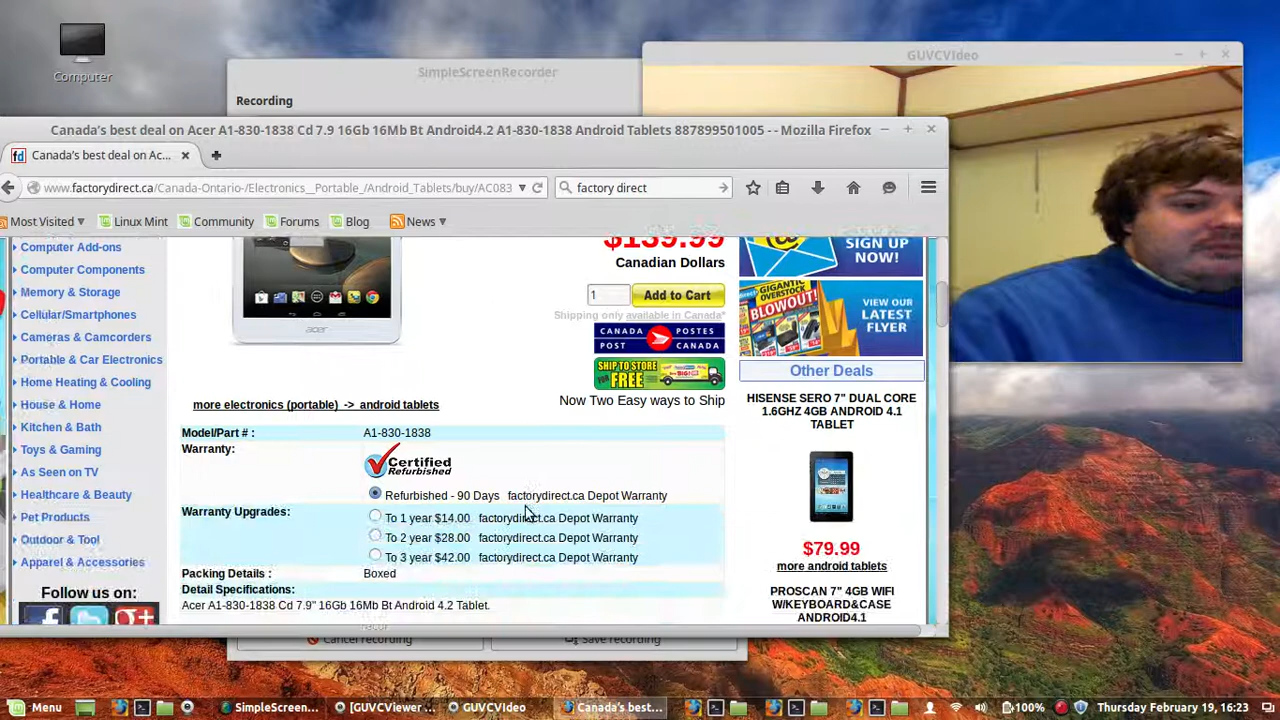 Computer
SimpleScreenRecorder
GUVCVideo
Recording
Canada's best deal on Acer A1-830-1838 Cd 7.9 16Gb 16Mb Bt Android4.2 A1-830-1838 Android Tablets 887899501005 - - Mozilla Firefox
fd Canada's best deal on Ac...
www.factorydirect.ca/Canada-Ontario-/Electronics__Portable_/Android_Tablets/buy/AC083
factory direct
Most Visited
Linux Mint
Community
Forums
Blog
News
Computer Add-ons
Computer Components
Memory & Storage
Cellular/Smartphones
Cameras & Camcorders
Portable & Car Electronics
Home Heating & Cooling
House & Home
Kitchen & Bath
Toys & Gaming
As Seen on TV
Healthcare & Beauty
Pet Products
Outdoor & Tool
Apparel & Accessories
Follow us on:
acer
$139.99
Canadian Dollars
1 Add to Cart
Shipping only available in Canada*
CANADA POSTES
POST CANADA
SHIP TO STORE
FREE
Now Two Easy ways to Ship
more electronics (portable) -> android tablets
Model/Part # : A1-830-1838
Warranty:
Certified
Refurbished
Refurbished - 90 Days factorydirect.ca Depot Warranty
Warranty Upgrades:
To 1 year $14.00 factorydirect.ca Depot Warranty
To 2 year $28.00 factorydirect.ca Depot Warranty
To 3 year $42.00 factorydirect.ca Depot Warranty
Packing Details : Boxed
Detail Specifications:
Acer A1-830-1838 Cd 7.9" 16Gb 16Mb Bt Android 4.2 Tablet.
SIGN UP
NOW!
GIGANTIC
OVERSTOCK
BLOWOUT!
VIEW OUR
LATEST
FLYER
Other Deals
HISENSE SERO 7" DUAL CORE
1.6GHZ 4GB ANDROID 4.1
TABLET
$79.99
more android tablets
PROSCAN 7" 4GB WIFI
W/KEYBOARD&CASE
ANDROID4.1
Cancel recording
Save recording
Menu
SimpleScreen...
[GUVCViewer ...
GUVCVideo
Canada's best...
100%
Thursday February 19, 16:23